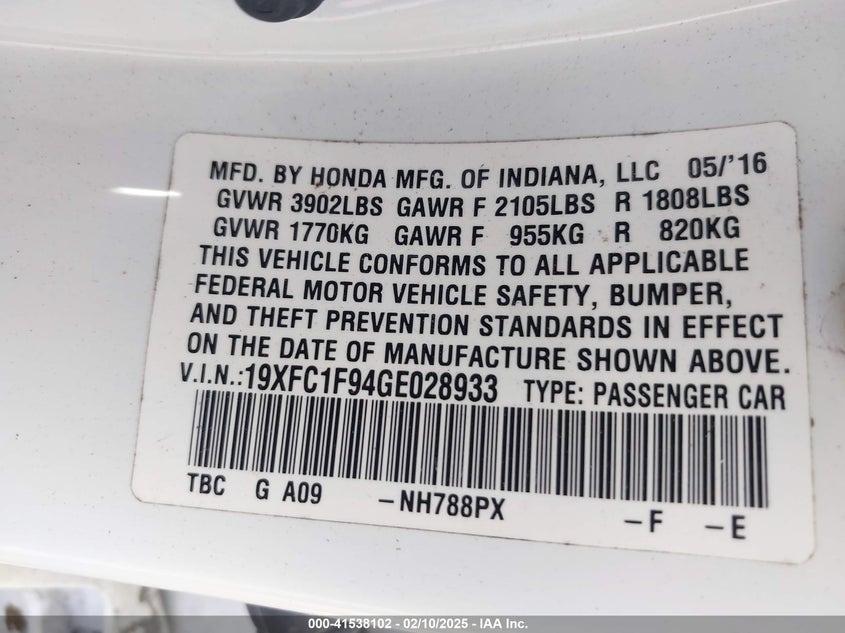 MFD. BY HONDA MFG. OF INDIANA, LLC 05/'16
GVWR 3902LBS GAWR F 2105LBS R 1808LBS
GVWR 1770KG GAWR F 955KG R 820KG
THIS VEHICLE CONFORMS TO ALL APPLICABLE
FEDERAL MOTOR VEHICLE SAFETY, BUMPER,
AND THEFT PREVENTION STANDARDS IN EFFECT
ON THE DATE OF MANUFACTURE SHOWN ABOVE.
V.I.N.:19XFC1F94GE028933 TYPE: PASSENGER CAR
TBC G A09 –NH788PX –F –E
000-41538102 - 02/10/2025 - IAA Inc.